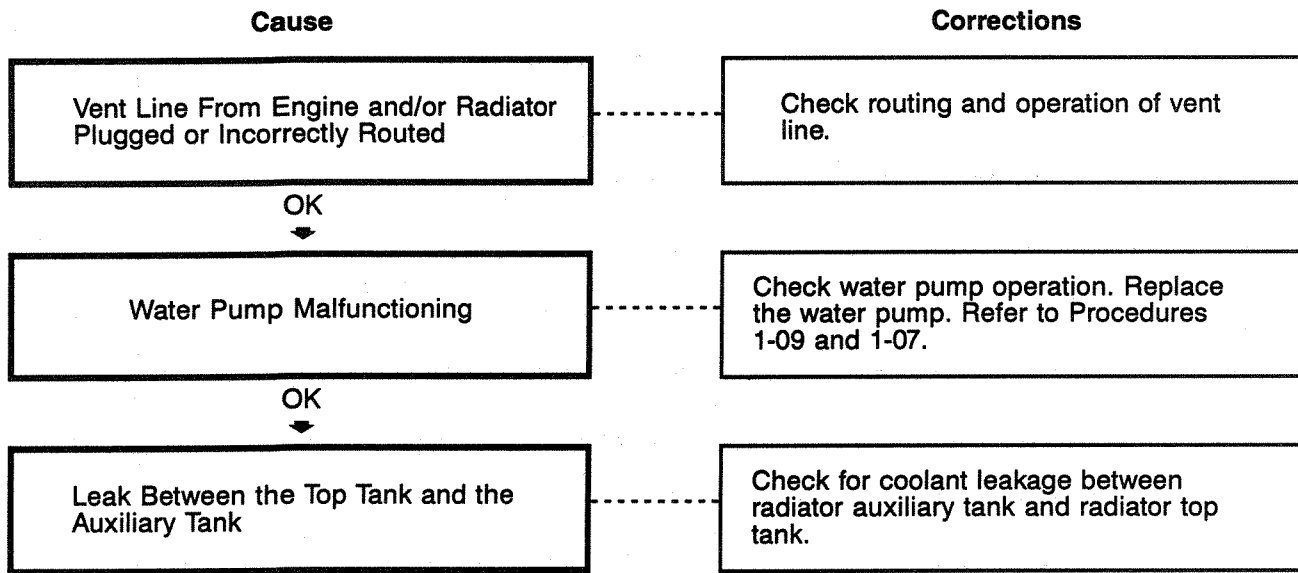 Cause
Corrections
Vent Line From Engine and/or Radiator
Plugged or Incorrectly Routed
Check routing and operation of vent
line.
OK
Water Pump Malfunctioning
Check water pump operation. Replace
the water pump. Refer to Procedures
1-09 and 1-07.
OK
Leak Between the Top Tank and the
Auxiliary Tank
Check for coolant leakage between
radiator auxiliary tank and radiator top
tank.